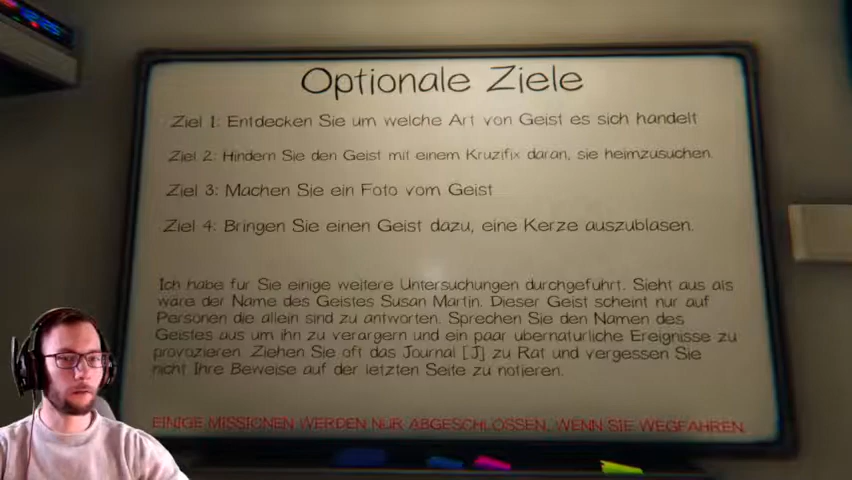 Optionale Ziele
Ziel 1: Entdecken Sie um welche Art von Geist es sich handelt
Ziel 2: Hindern Sie den Geist mit einem Kruzifix daran, sie heimzusuchen.
Ziel 3: Machen Sie ein Foto vom Geist
Ziel 4: Bringen Sie einen Geist dazu, eine Kerze auszublasen.
Ich habe fur Sie einige weitere Untersuchungen durchgefuhrt. Sieht aus als
ware der Name des Geistes Susan Martin. Dieser Geist scheint nur auf
Personen die allein sind zu antworten. Sprechen Sie den Namen des
Geistes aus um ihn zu verargern und ein paar ubernaturliche Ereignisse zu
provozieren. Ziehen Sie oft das Journal [J] zu Rat und vergessen Sie
nicht Ihre Beweise auf der letzten Seite zu notieren.
EINIGE MISSIONEN WERDEN NUR ABGESCHLOSSEN, WENN SIE WEGFAHREN.